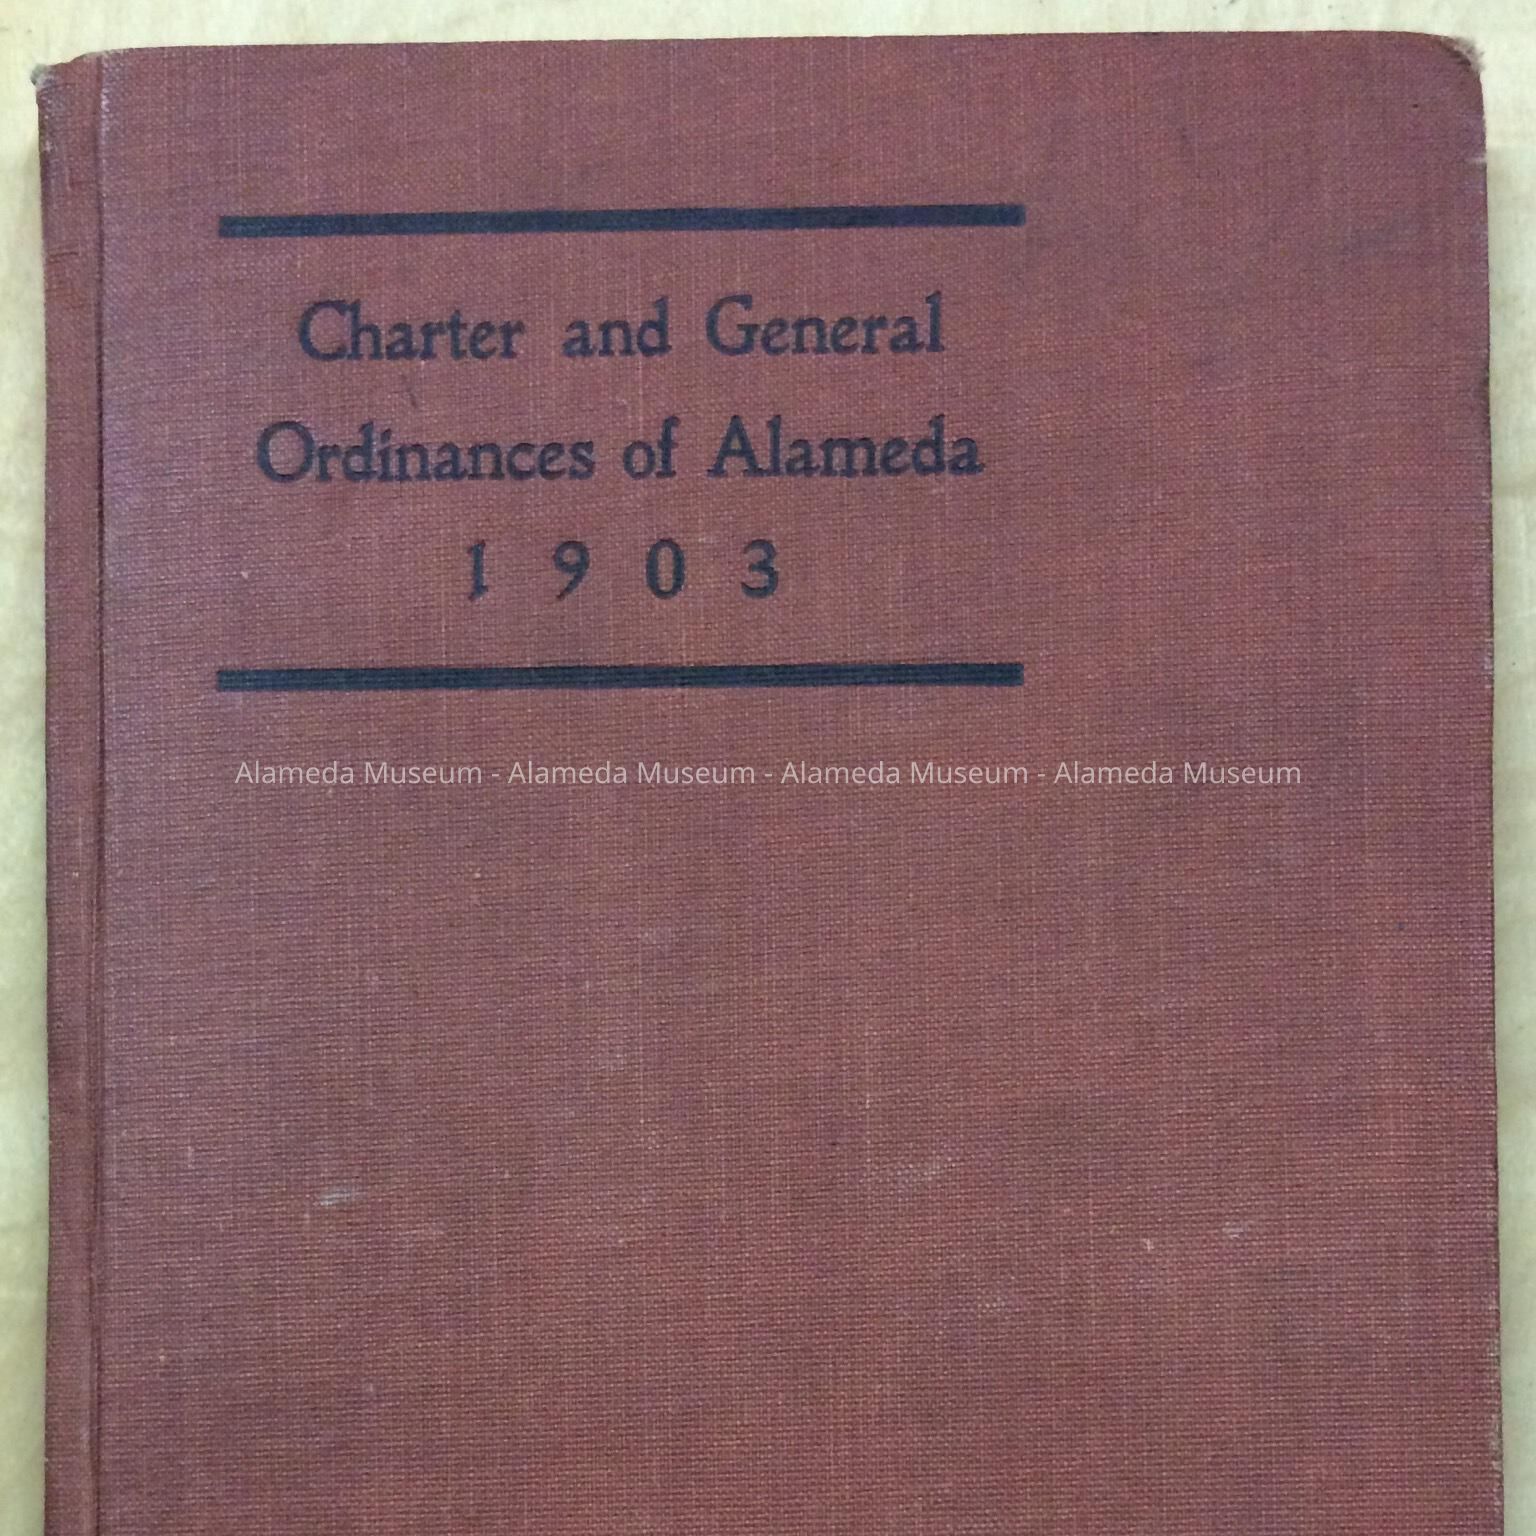 Charter and General
Ordinances of Alameda
1903
Alameda Museum - Alameda Museum - Alameda Museum - Alameda Museum